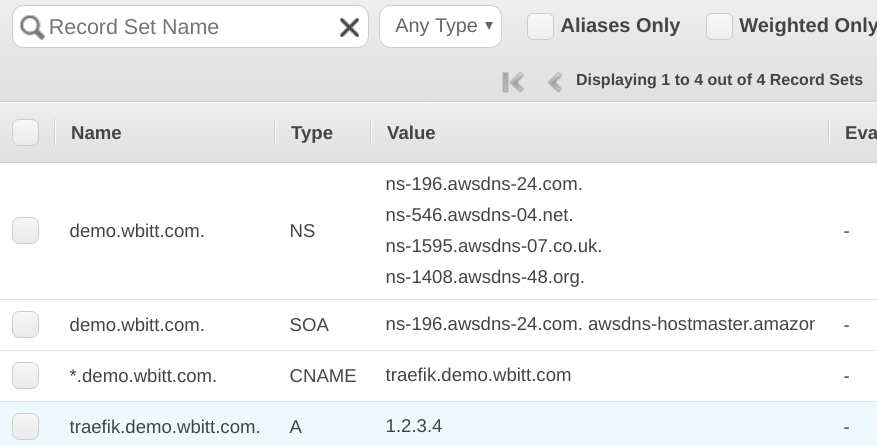 Record Set Name Any Type Aliases Only Weighted Only
Displaying 1 to 4 out of 4 Record Sets
Name Type Value Eva
ns-196.awsdns-24.com.
ns-546.awsdns-04.net.
demo.wbitt.com. NS -
ns-1595.awsdns-07.co.uk.
ns-1408.awsdns-48.org.
demo.wbitt.com. SOA ns-196.awsdns-24.com. awsdns-hostmaster.amazor -
*.demo.wbitt.com. CNAME traefik.demo.wbitt.com -
traefik.demo.wbitt.com. A 1.2.3.4 -